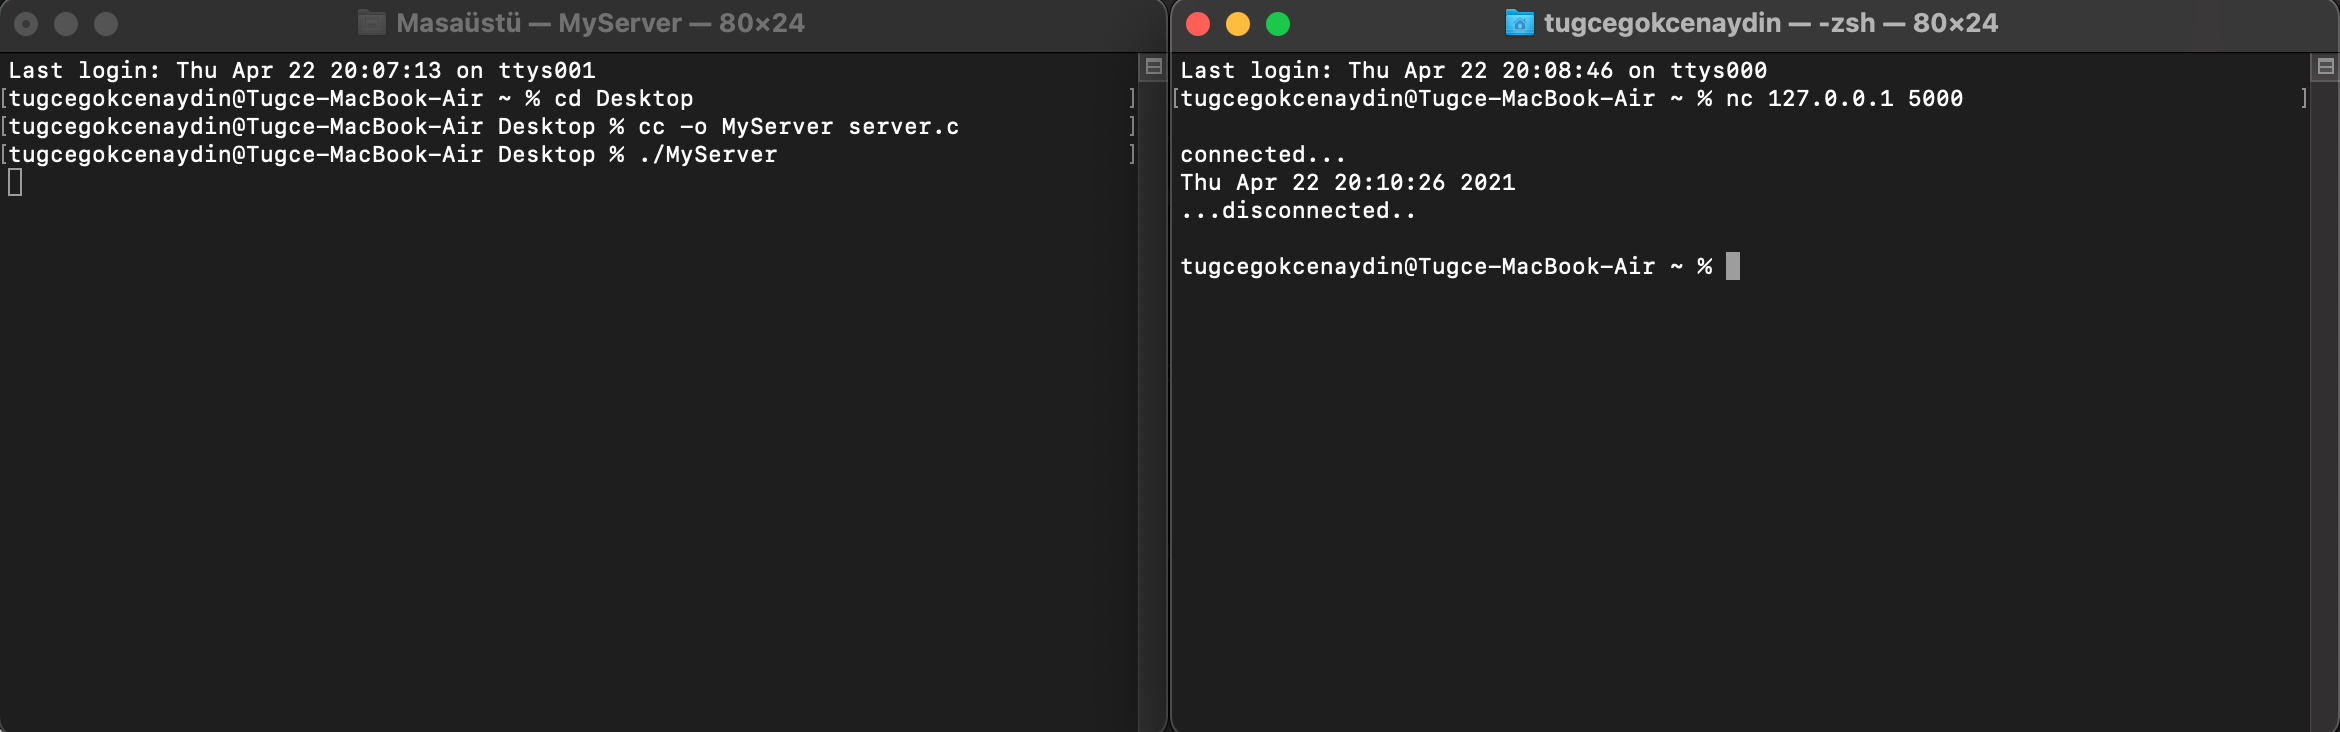 Masaüstü — MyServer — 80×24
Last login: Thu Apr 22 20:07:13 on ttys001
[tugcegokcenaydin@Tugce-MacBook-Air ~ % cd Desktop ]
[tugcegokcenaydin@Tugce-MacBook-Air Desktop % cc -o MyServer server.c ]
[tugcegokcenaydin@Tugce-MacBook-Air Desktop % ./MyServer ]
tugcegokcenaydin — -zsh — 80×24
Last login: Thu Apr 22 20:08:46 on ttys000
[tugcegokcenaydin@Tugce-MacBook-Air ~ % nc 127.0.0.1 5000 ]
connected...
Thu Apr 22 20:10:26 2021
...disconnected..
tugcegokcenaydin@Tugce-MacBook-Air ~ %